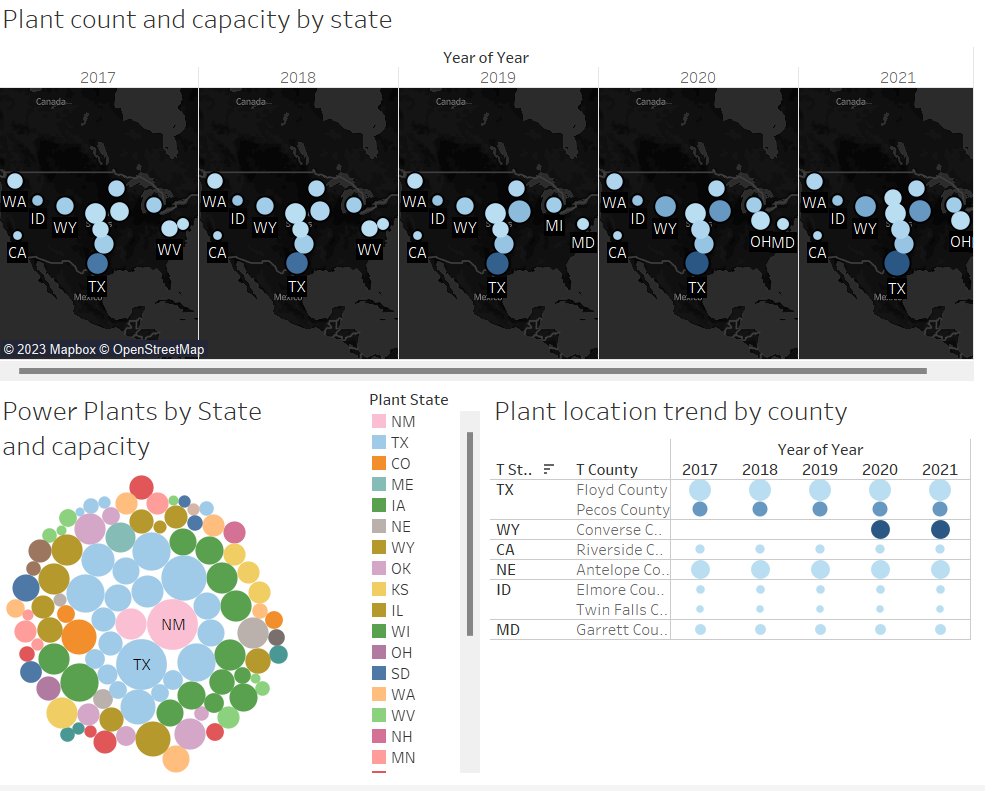 Plant count and capacity by state
Year of Year
2017 2018 2019 2020 2021
Canada Canada Canada Canada Canada
WA ID WY CA WV TX
WA ID WY CA WV TX
WA ID WY CA MI MD TX
WA ID WY CA OH MD TX
WA ID WY CA OH TX
Mexico Mexico Mexico
© 2023 Mapbox © OpenStreetMap
Power Plants by State
and capacity
NM
TX
Plant State
NM
TX
CO
ME
IA
NE
WY
OK
KS
IL
WI
OH
SD
WA
WV
NH
MN
Plant location trend by county
Year of Year
T St.. T County 2017 2018 2019 2020 2021
TX Floyd County
Pecos County
WY Converse C..
CA Riverside C..
NE Antelope Co..
ID Elmore Cou..
Twin Falls C..
MD Garrett Cou..